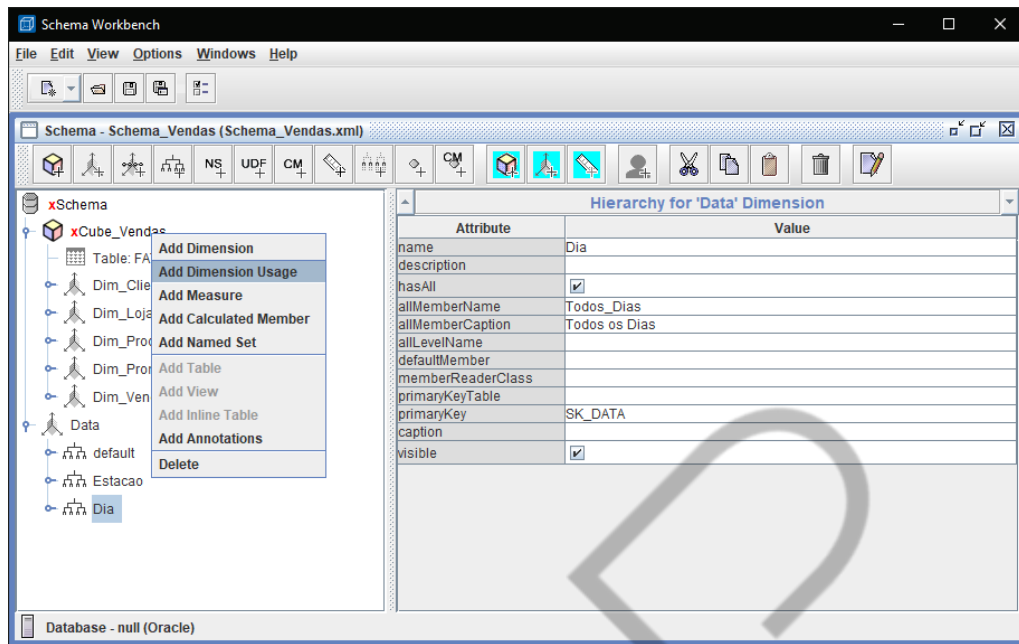 Schema Workbench
File Edit View Options Windows Help
Schema - Schema_Vendas (Schema_Vendas.xml)
NS UDF CM CM
xSchema
xCube_Vendas
Table: FA
Dim_Clie
Dim_Loja
Dim_Prod
Dim_Pror
Dim_Ven
Data
default
Estacao
Dia
Add Dimension
Add Dimension Usage
Add Measure
Add Calculated Member
Add Named Set
Add Table
Add View
Add Inline Table
Add Annotations
Delete
Hierarchy for 'Data' Dimension
Attribute Value
name Dia
description
hasAll
allMemberName Todos_Dias
allMemberCaption Todos os Dias
allLevelName
defaultMember
memberReaderClass
primaryKeyTable
primaryKey SK_DATA
caption
visible
Database - null (Oracle)